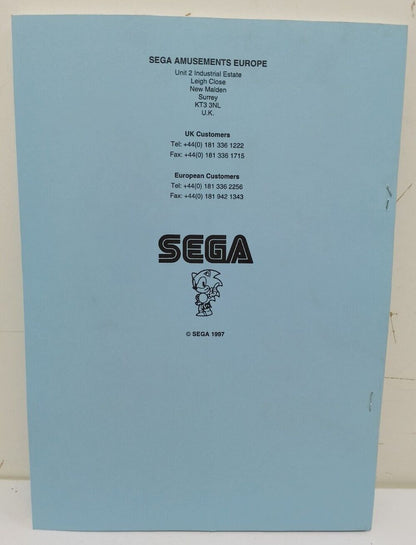 SEGA AMUSEMENTS EUROPE
Unit 2 Industrial Estate
Leigh Close
New Malden
Surrey
KT3 3NL
U.K.
UK Customers
Tel: +44(0) 181 336 1222
Fax: +44(0) 181 336 1715
European Customers
Tel: +44(0) 181 336 2256
Fax: +44(0) 181 942 1343
SEGA
© SEGA 1997